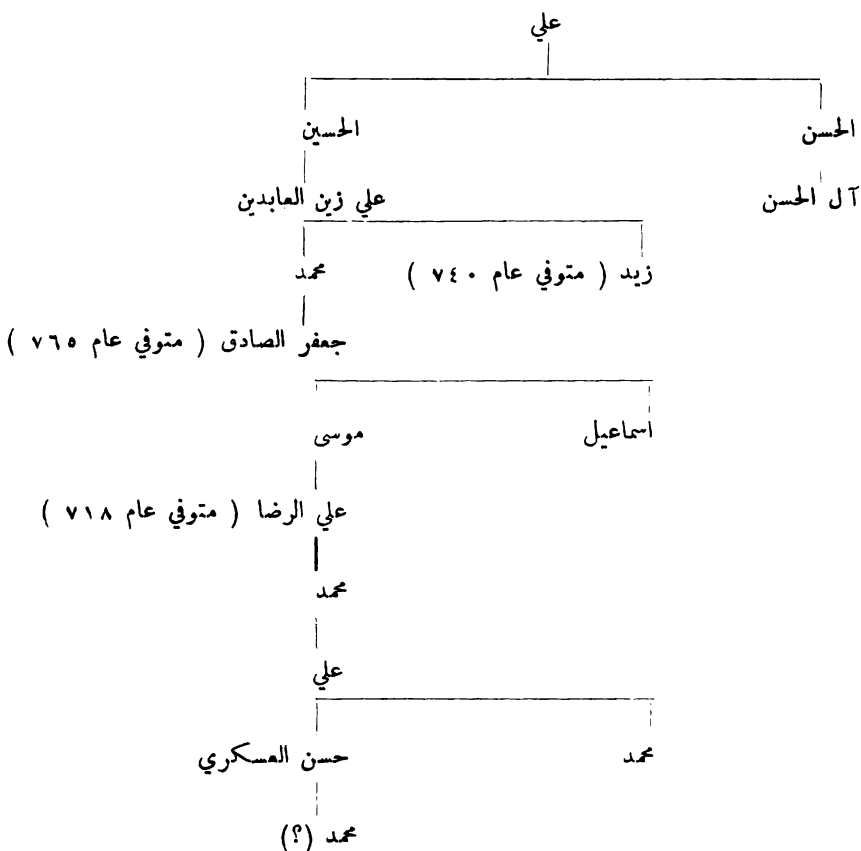 علي
الحسين الحسن
علي زين العابدين آل الحسن
زيد ( متوفي عام ٧٤٠ ) محمد
جعفر الصادق ( متوفي عام ٧٦٥ )
اسماعيل موسى
علي الرضا ( متوفي عام ٧١٨ )
محمد
علي
محمد حسن العسكري
محمد (؟)